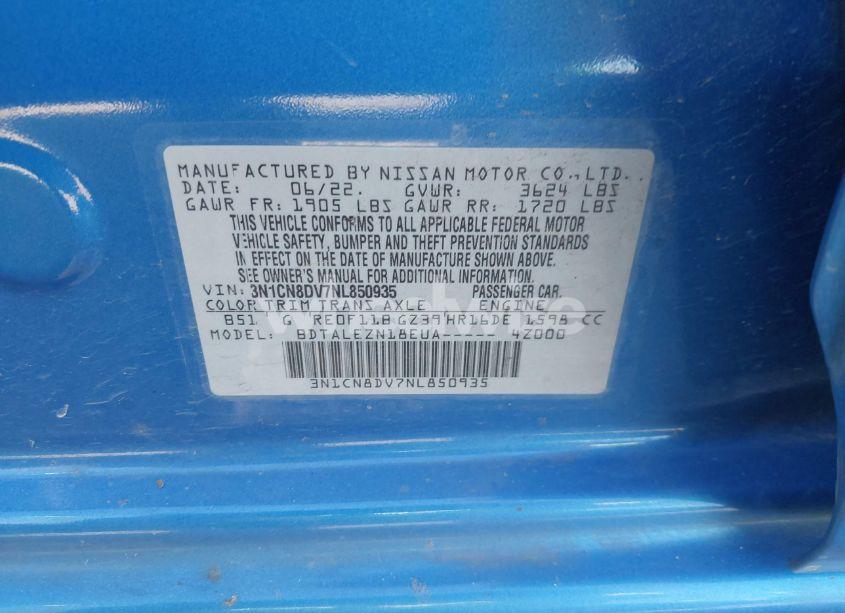 MANUFACTURED BY NISSAN MOTOR CO.,LTD.
DATE: 06/22. GVWR: 3624 LBS
GAWR FR: 1905 LBS GAWR RR: 1720 LBS
THIS VEHICLE CONFORMS TO ALL APPLICABLE FEDERAL MOTOR
VEHICLE SAFETY, BUMPER AND THEFT PREVENTION STANDARDS
IN EFFECT ON THE DATE OF MANUFACTURE SHOWN ABOVE.
SEE OWNER'S MANUAL FOR ADDITIONAL INFORMATION.
VIN: 3N1CN8DV7NL850935 PASSENGER CAR
COLOR TRIM TRANS AXLE ENGINE
B51 G RE0F11B GZ39 HR16DE 1598 CC
MODEL: BDTALEZN18EUA----- 4Z000
3N1CN8DV7NL850935